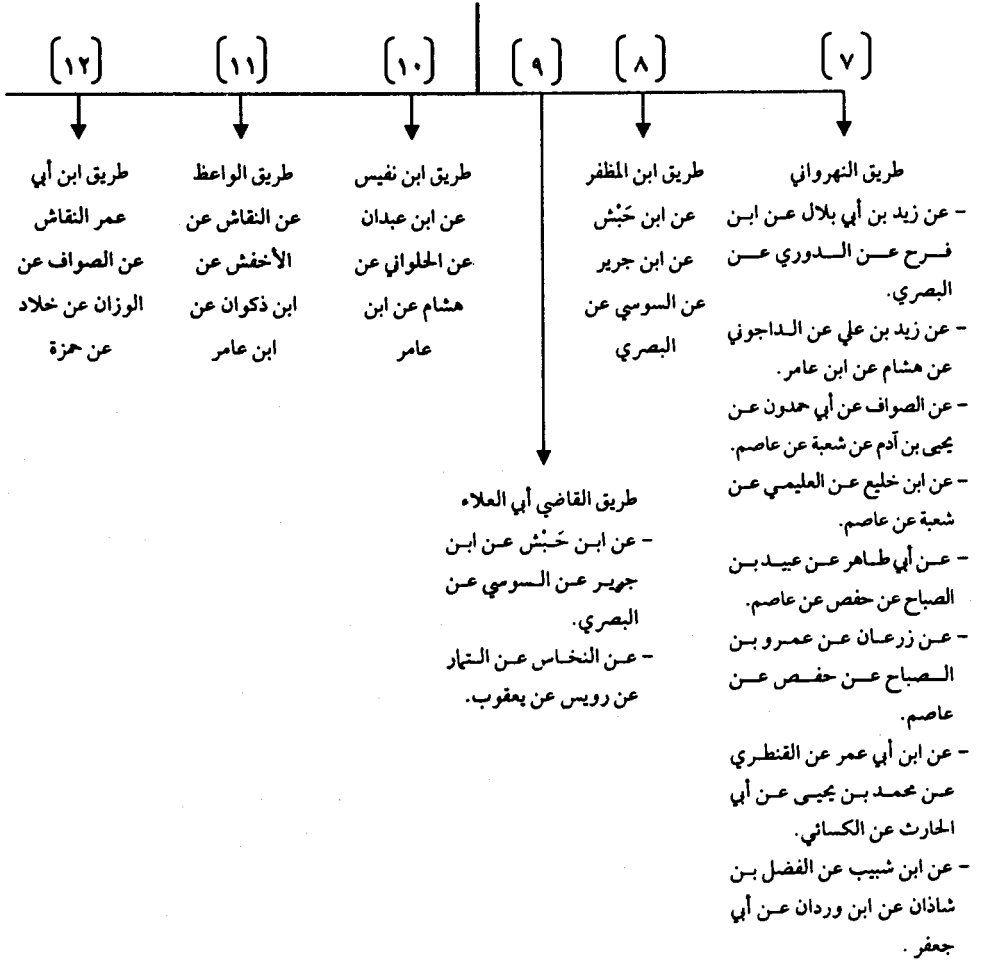 [٧]
[٨]
[٩]
[١٠]
[١١]
[١٢]
طريق النهرواني
- عن زيد بن أبي بلال عن ابن
فرح عن الدوري عن
البصري.
- عن زيد بن علي عن الداجوني
عن هشام عن ابن عامر.
- عن الصواف عن أبي حمدون عن
يحيى بن آدم عن شعبة عن عاصم.
- عن ابن خليع عن العليمي عن
شعبة عن عاصم.
- عن أبي طاهر عن عبيد بن
الصباح عن حفص عن عاصم.
- عن زرعان عن عمرو بن
الصباح عن حفص عن
عاصم.
- عن ابن أبي عمر عن القنطري
عن محمد بن يحيى عن أبي
الحارث عن الكسائي.
- عن ابن شبيب عن الفضل بن
شاذان عن ابن وردان عن أبي
جعفر .
طريق ابن المظفر
عن ابن حَبْش
عن ابن جرير
عن السوسي عن
البصري
طريق القاضي أبي العلاء
- عن ابن حَبْش عن ابن
جرير عن السوسي عن
البصري.
- عن النخاس عن التمار
عن رويس عن يعقوب.
طريق ابن نفيس
عن ابن عبدان
عن الحلواني عن
هشام عن ابن
عامر
طريق الواعظ
عن النقاش عن
الأخفش عن
ابن ذكوان عن
ابن عامر
طريق ابن أبي
عمر النقاش
عن الصواف عن
الوزان عن خلاد
عن حمزة